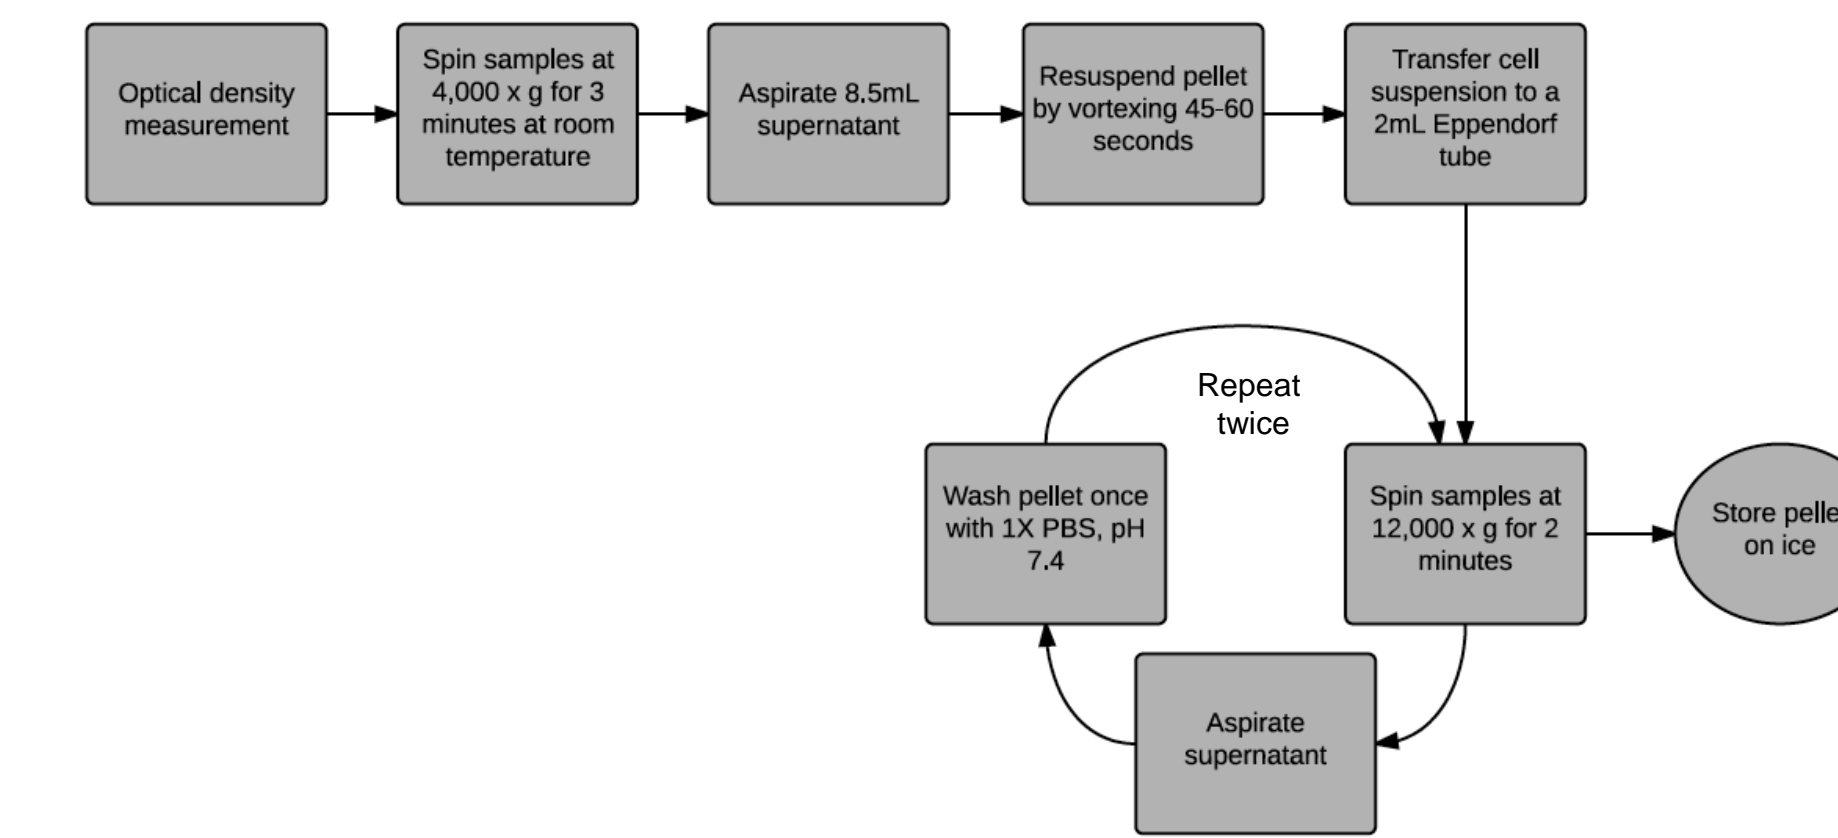 Optical density
measurement
Spin samples at
4,000 x g for 3
minutes at room
temperature
Aspirate 8.5mL
supernatant
Resuspend pellet
by vortexing 45-60
seconds
Transfer cell
suspension to a
2mL Eppendorf
tube
Repeat
twice
Wash pellet once
with 1X PBS, pH
7.4
Spin samples at
12,000 x g for 2
minutes
Store pelle
on ice
Aspirate
supernatant